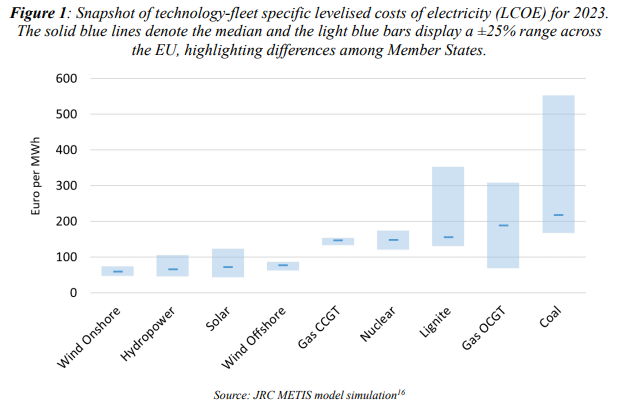 Figure 1: Snapshot of technology-fleet specific levelised costs of electricity (LCOE) for 2023.
The solid blue lines denote the median and the light blue bars display a ±25% range across
the EU, highlighting differences among Member States.
600
500
400
300
200
100
0
Euro per MWh
Wind Onshore
Hydropower
Solar
Wind Offshore
Gas CCGT
Nuclear
Lignite
Gas OCGT
Coal
Source: JRC METIS model simulation¹⁶